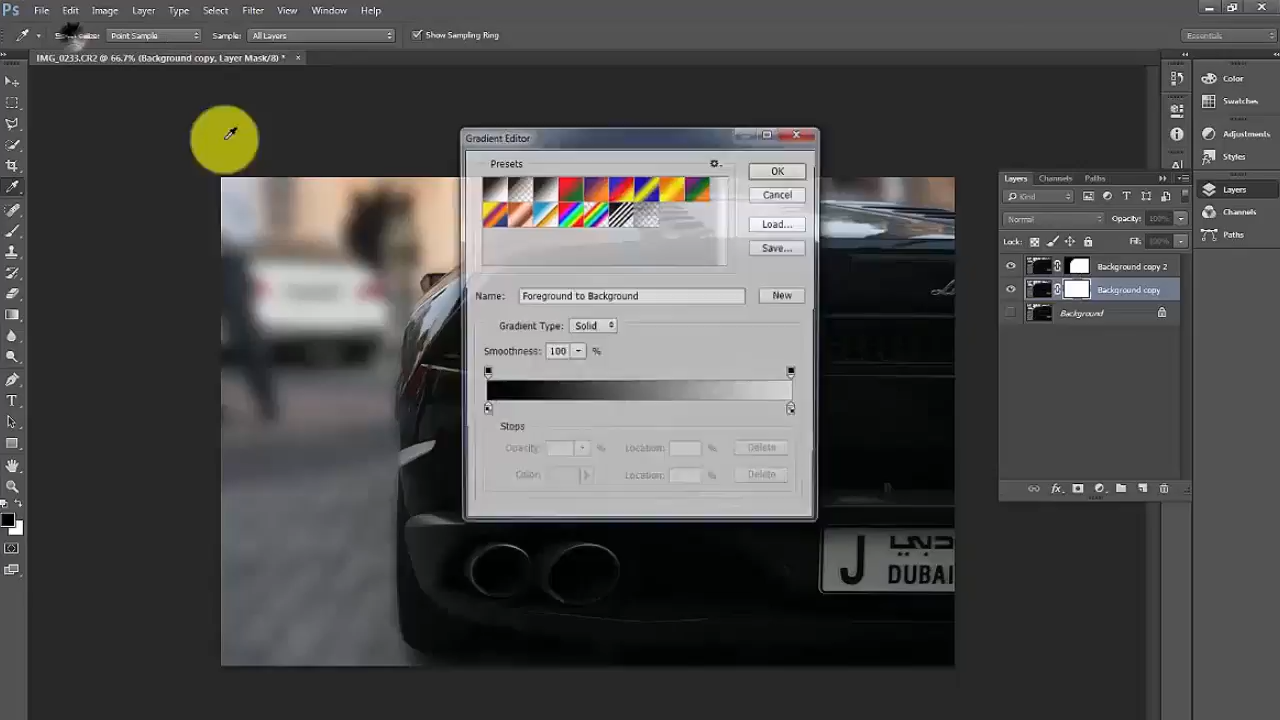 Ps File Edit Image Layer Type Select Filter View Window Help
Point Sample Sample: All Layers Show Sampling Ring Essentials
IMG_0233.CR2 @ 66.7% (Background copy, Layer Mask/8) * ×
Color
Swatches
Adjustments
Styles
Layers
Channels
Paths
Gradient Editor
Presets
OK
Cancel
Load...
Save...
Name: Foreground to Background New
Gradient Type: Solid
Smoothness: 100 %
Stops
Opacity: % Location: % Delete
Color: Location: % Delete
Layers Channels Paths
Kind
Normal Opacity: 100%
Lock: Fill: 100%
Background copy 2
Background copy
Background
دبي
J DUBAI